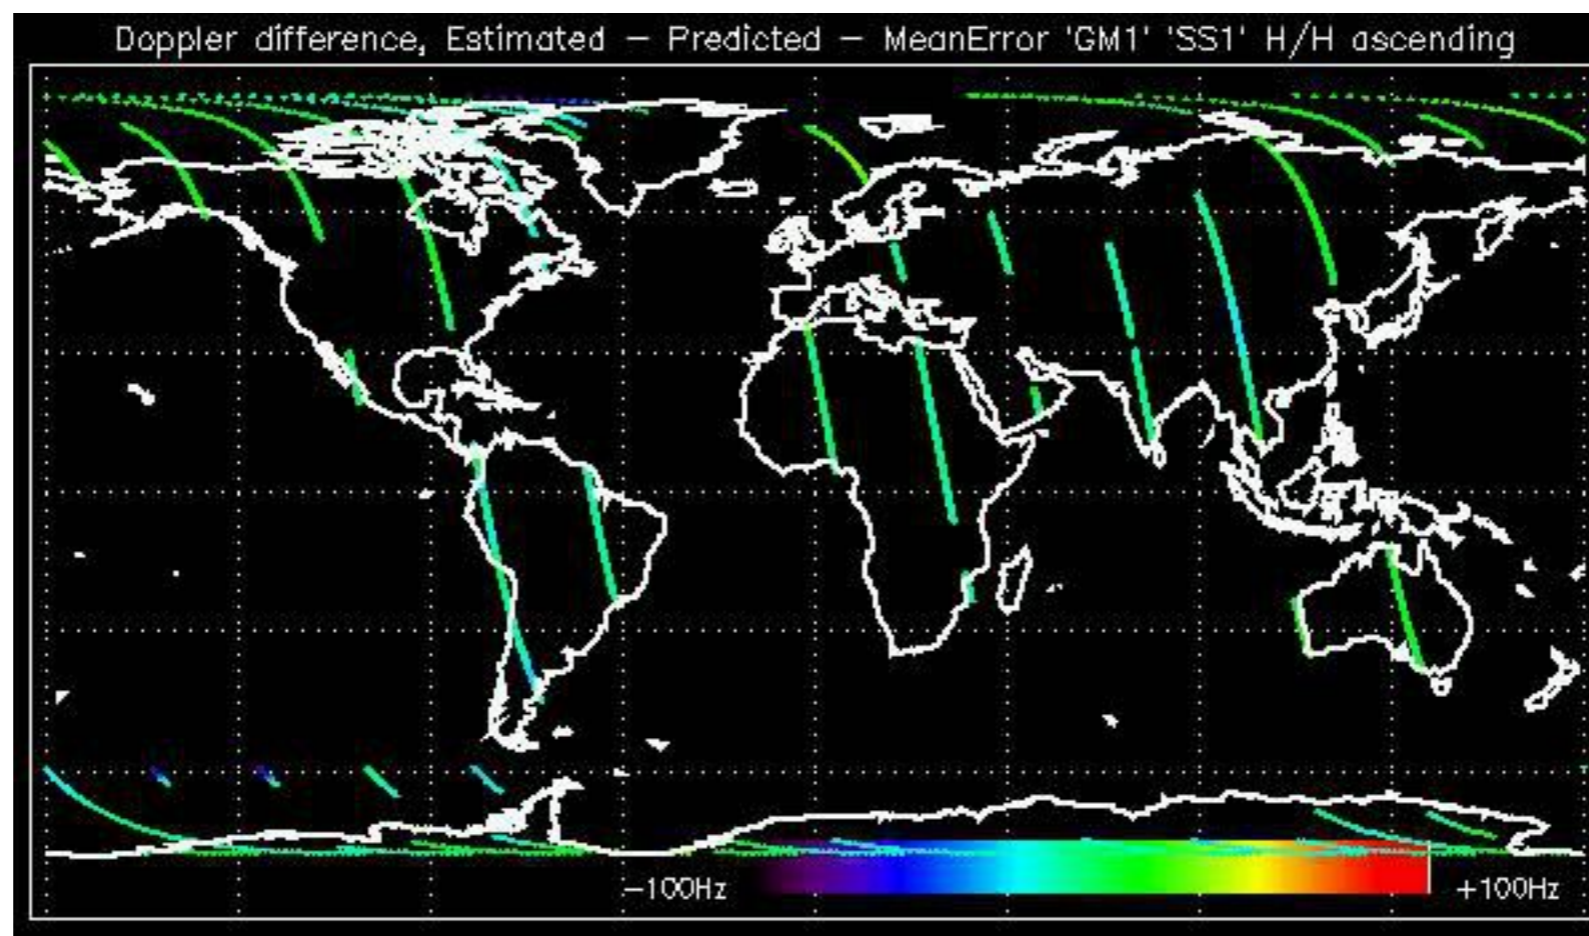 Doppler difference, Estimated – Predicted – MeanError 'GM1' 'SS1' H/H ascending
–100Hz
+100Hz